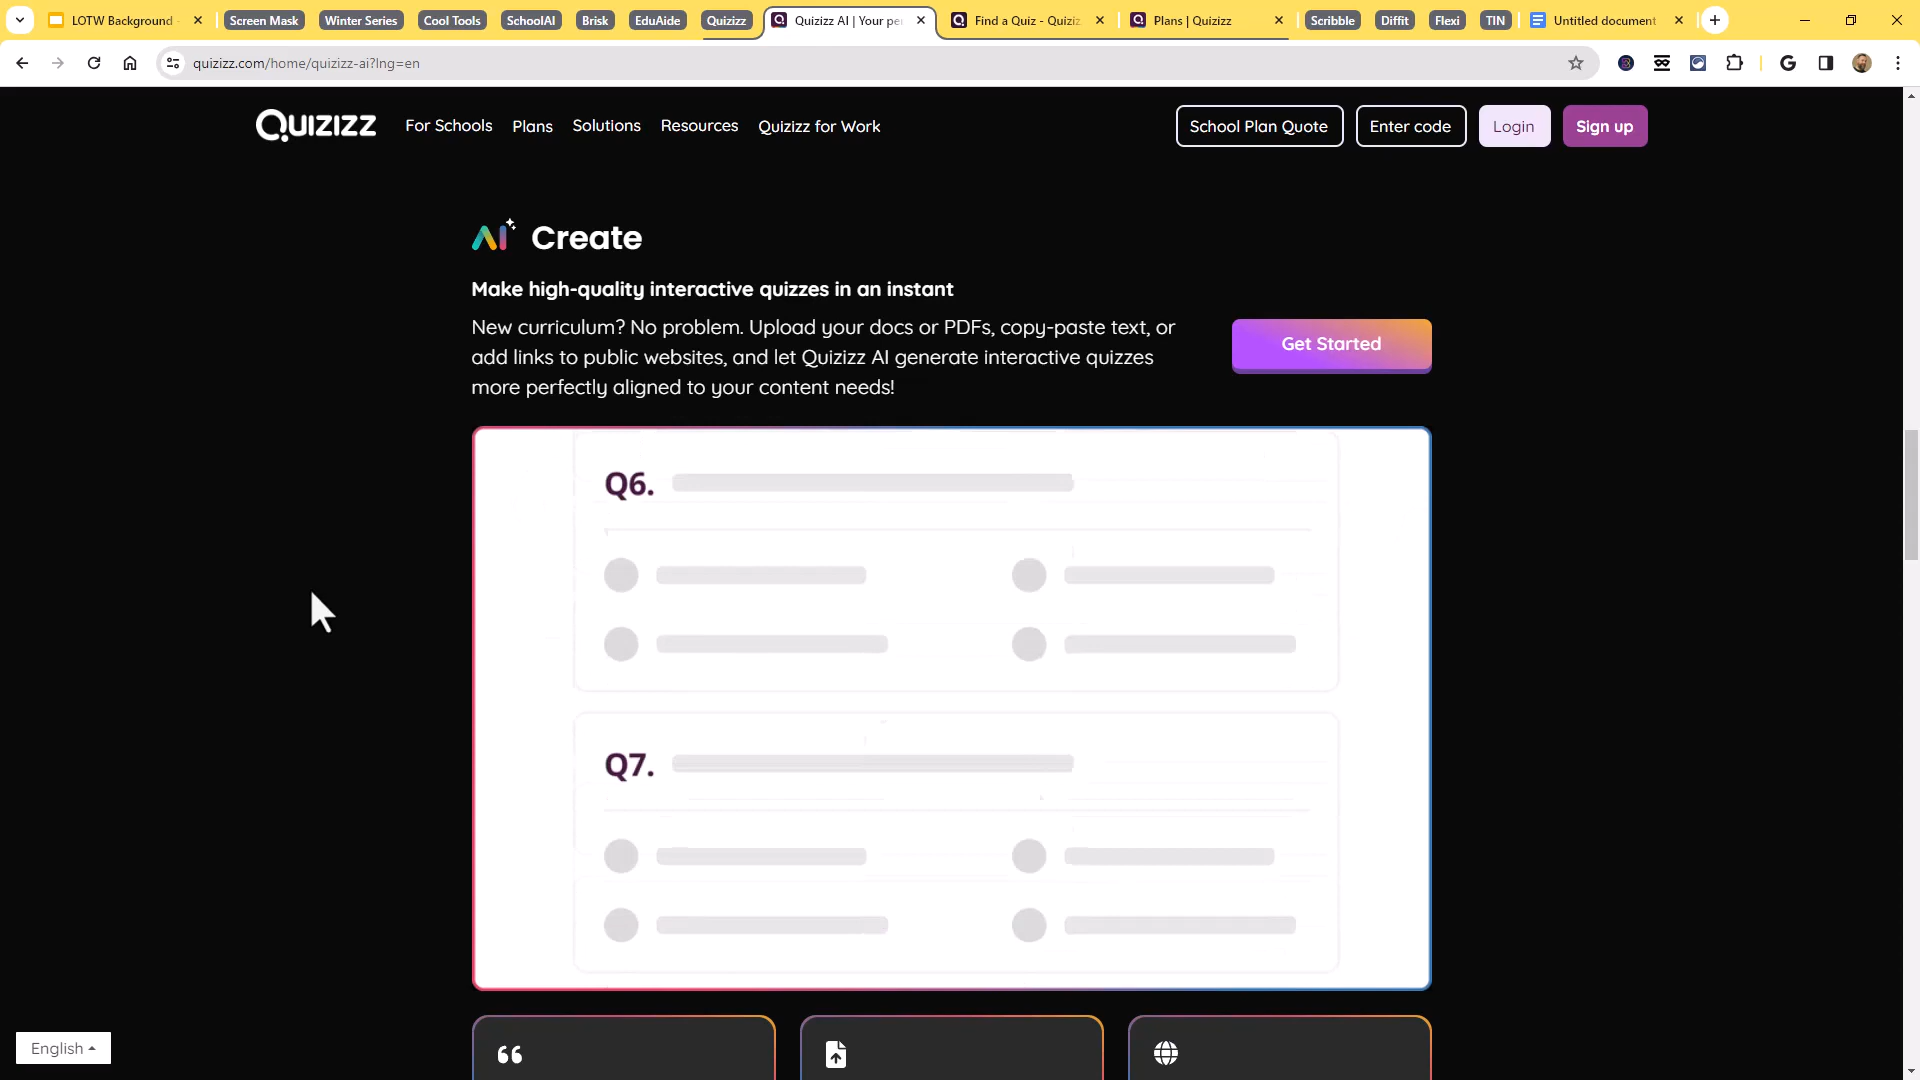 LOTW Background
Screen Mask
Winter Series
Cool Tools
SchoolAI
Brisk
EduAide
Quizizz
Quizizz AI | Your pe
Find a Quiz - Quiziz
Plans | Quizizz
Scribble
Diffit
Flexi
TIN
Untitled document
quizizz.com/home/quizizz-ai?lng=en
Quizizz
For Schools
Plans
Solutions
Resources
Quizizz for Work
School Plan Quote
Enter code
Login
Sign up
AI Create
Make high-quality interactive quizzes in an instant
New curriculum? No problem. Upload your docs or PDFs, copy-paste text, or
add links to public websites, and let Quizizz AI generate interactive quizzes
more perfectly aligned to your content needs!
Get Started
Q6.
Q7.
English